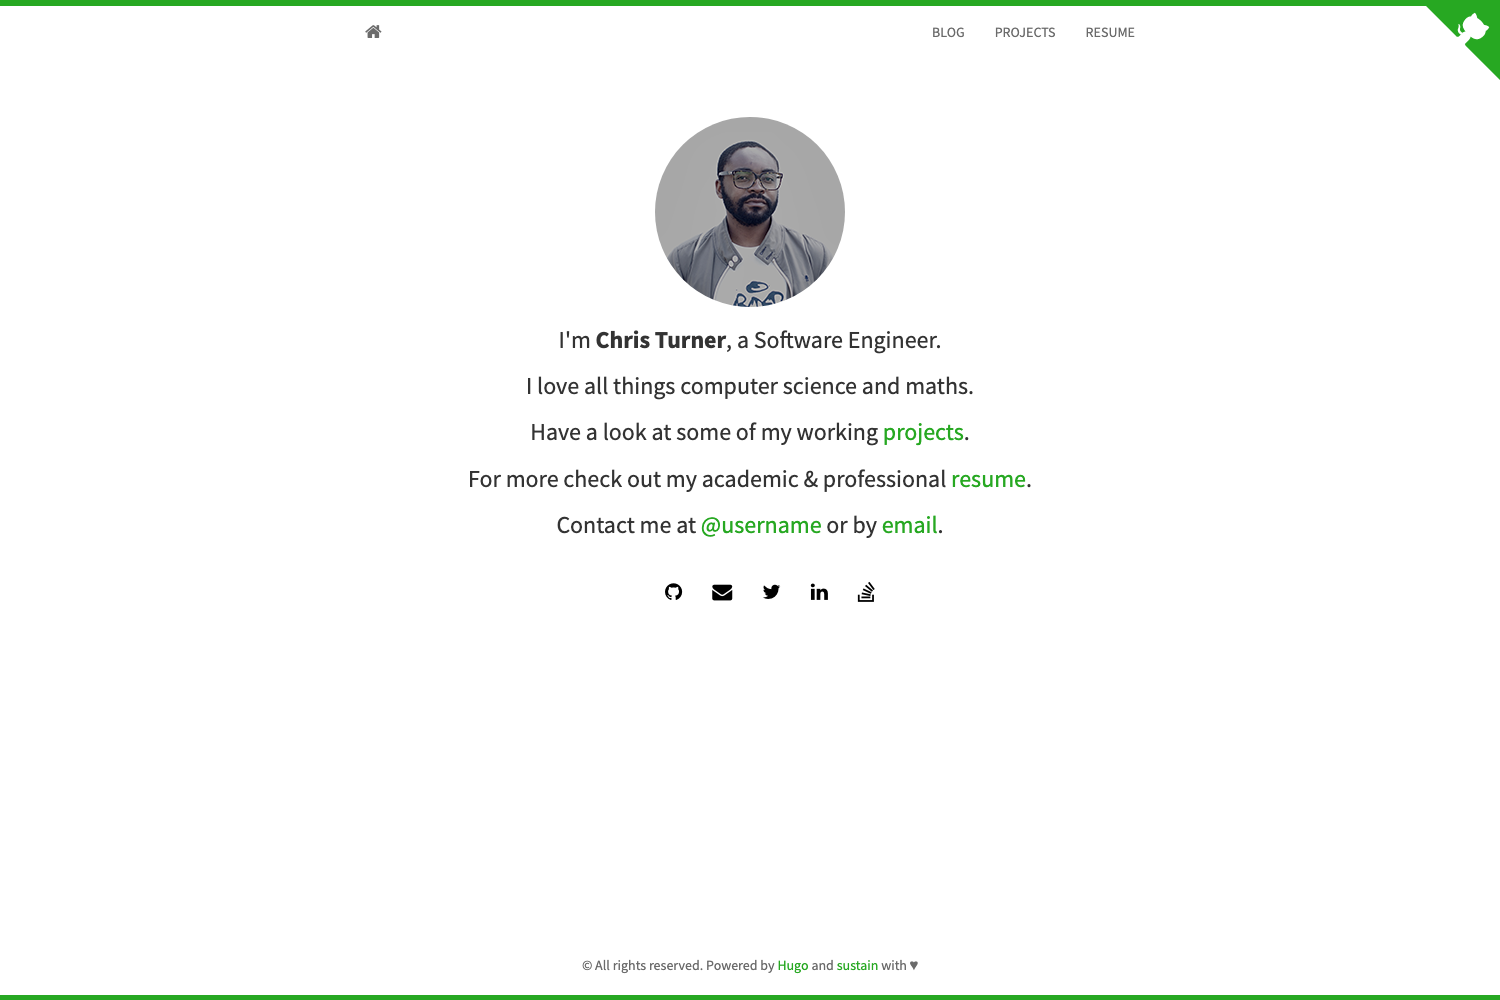 BLOG PROJECTS RESUME
I'm Chris Turner, a Software Engineer.
I love all things computer science and maths.
Have a look at some of my working projects.
For more check out my academic & professional resume.
Contact me at @username or by email.
© All rights reserved. Powered by Hugo and sustain with ♥